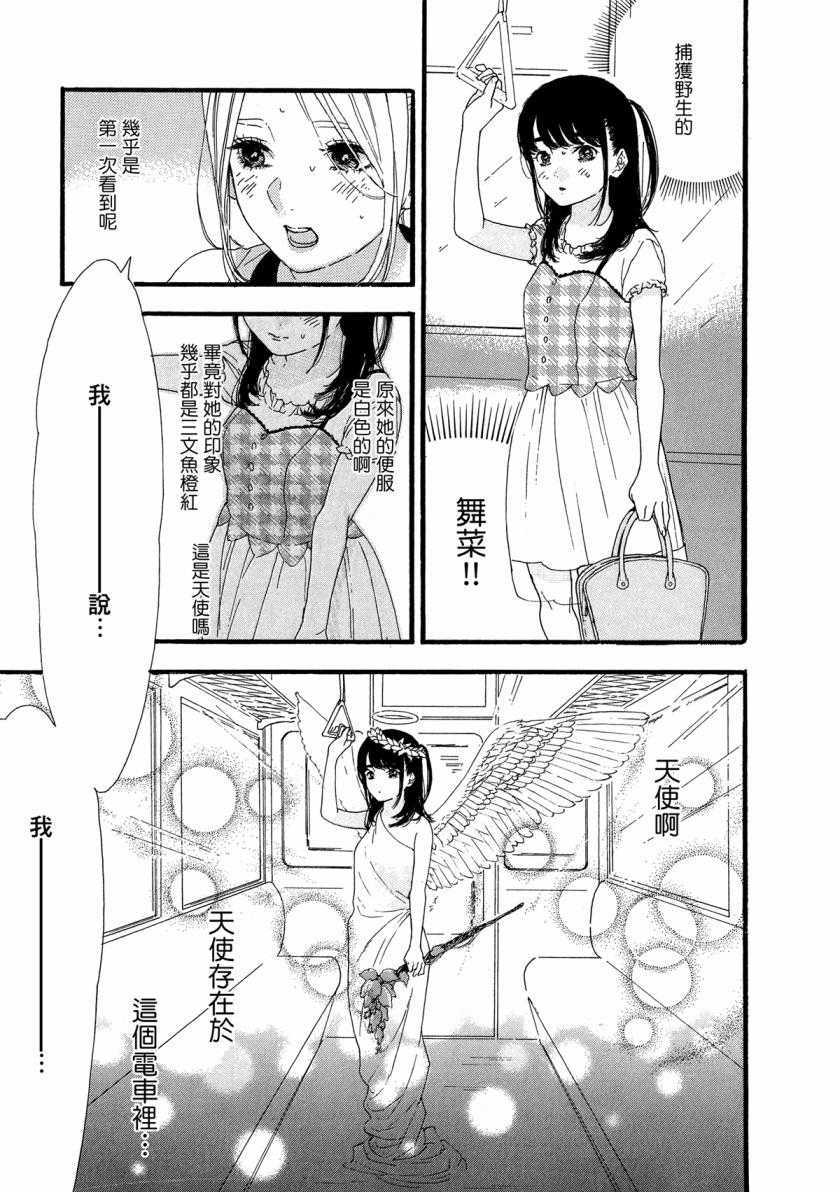 捕獲野生的
舞菜!!
幾乎是
第一次看到呢
原來她的便服
是白色的啊
畢竟對她的印象
幾乎都是三文魚橙紅
這是天使嗎
我——說…
天使啊
天使存在於
這個電車裡…
我——…